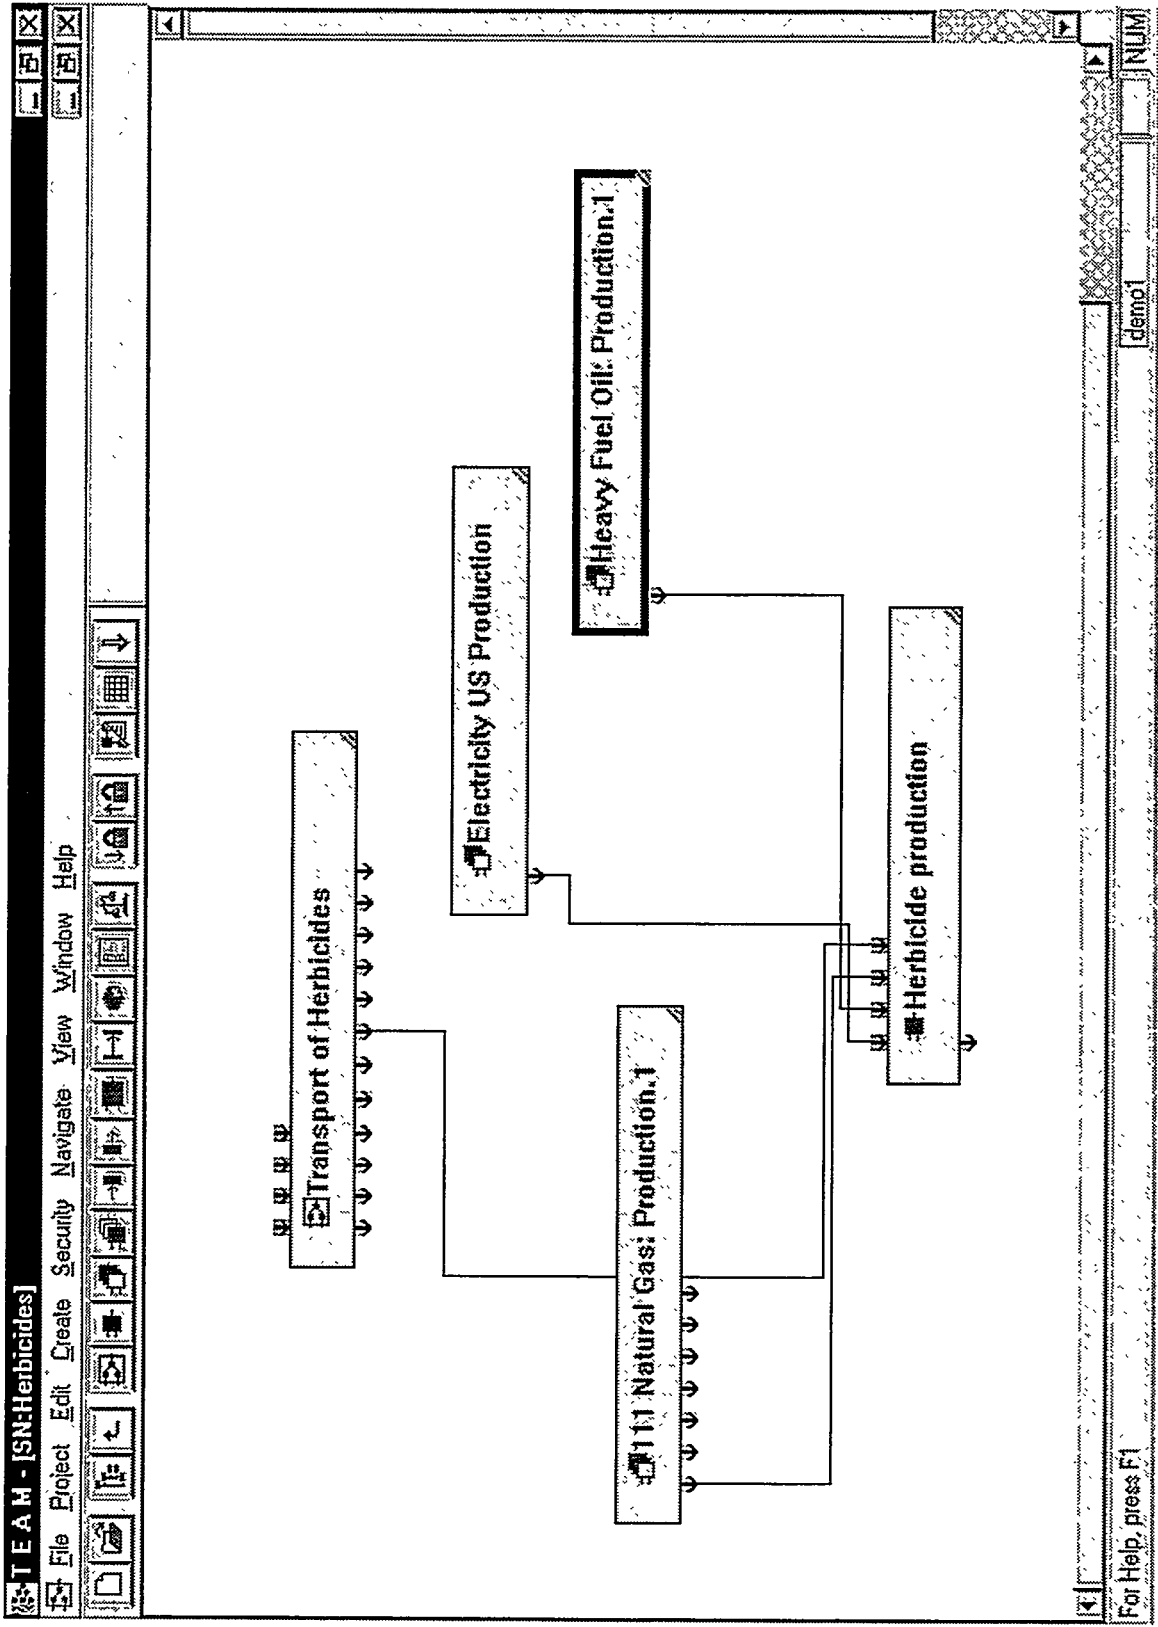 T E A M - [SN:Herbicides]
File Project Edit Create Security Navigate View Window Help
Transport of Herbicides
Electricity US Production
111 Natural Gas: Production.1
Heavy Fuel Oil: Production.1
Herbicide production
For Help, press F1
demo1
NUM